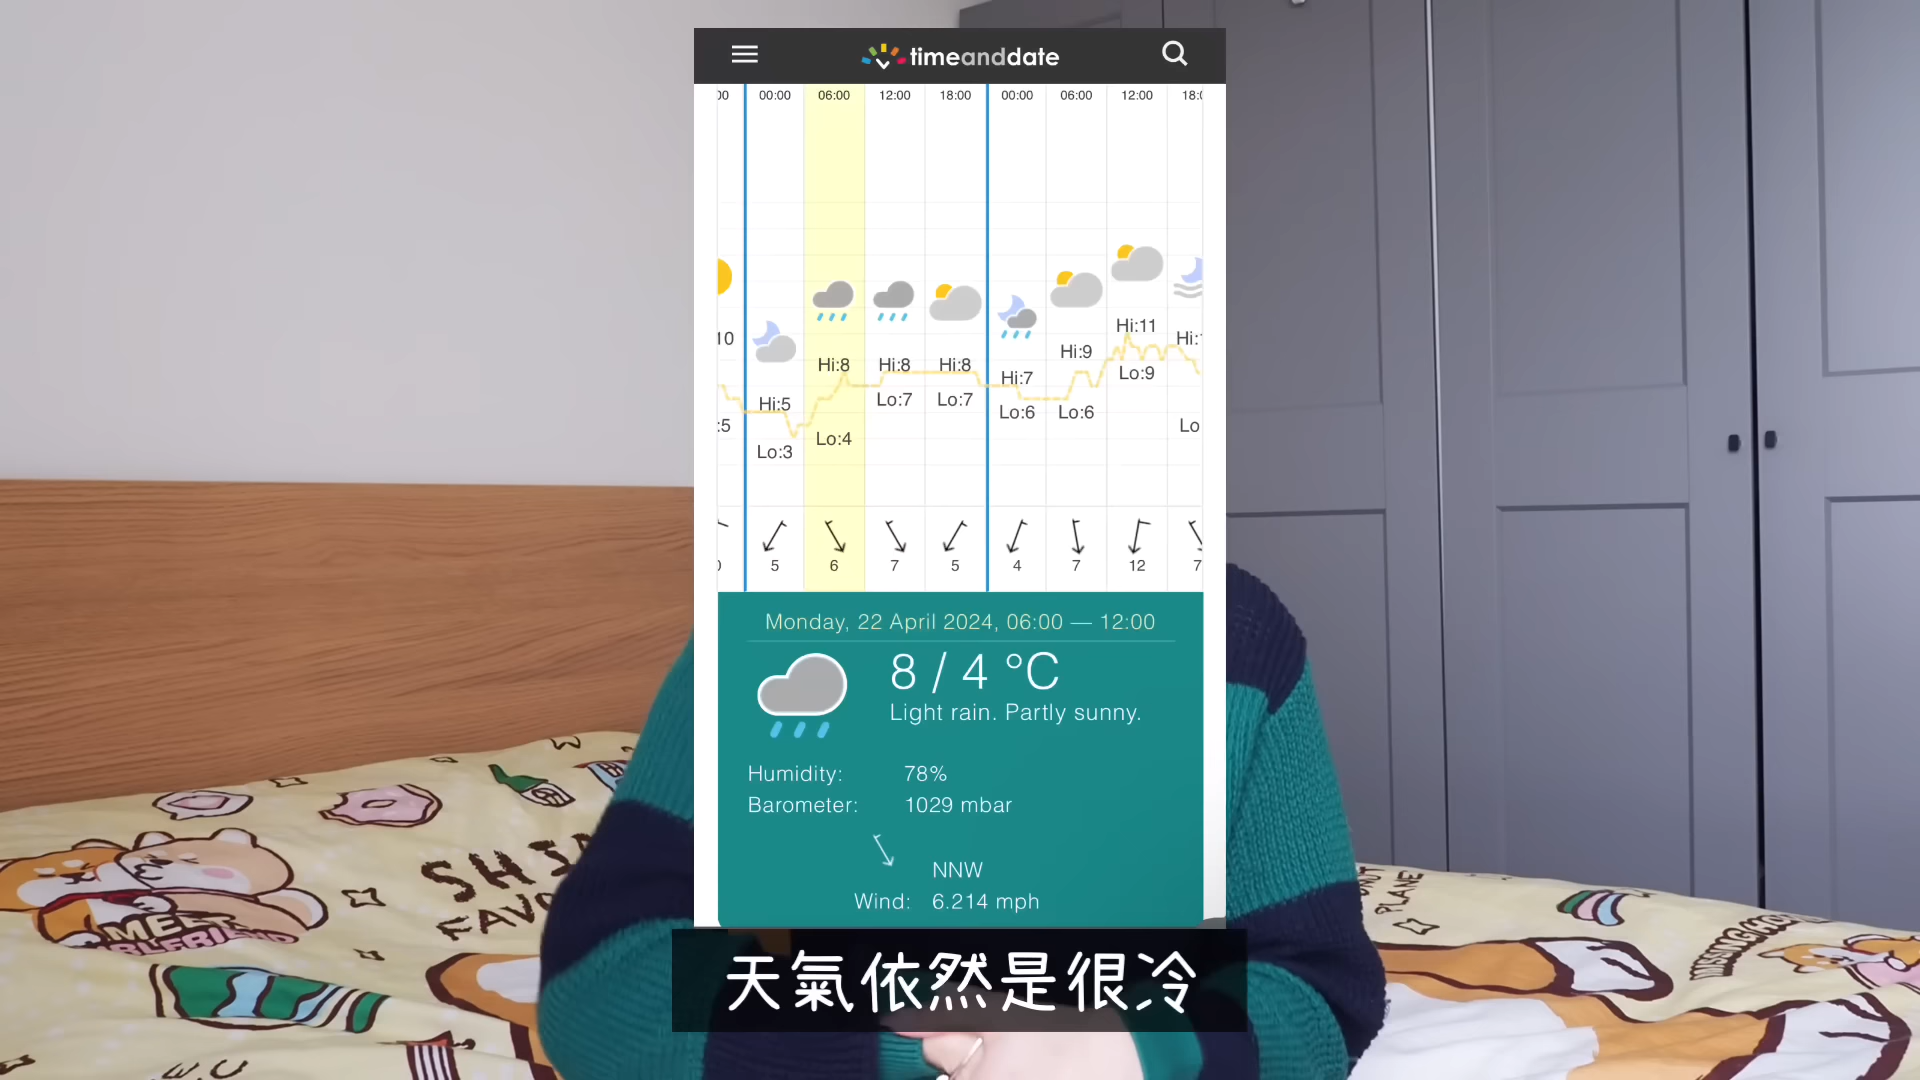 timeanddate
00 00:00 06:00 12:00 18:00 00:00 06:00 12:00
Hi:11
10 Hi:8 Hi:8 Hi:8 Hi:7 Hi:9
Hi:5 Lo:7 Lo:7 Lo:6 Lo:6 Lo:9
:5 Lo:3 Lo:4 Lo
5 6 7 5 4 7 12 7
Monday, 22 April 2024, 06:00 — 12:00
8 / 4 °C
Light rain. Partly sunny.
Humidity: 78%
Barometer: 1029 mbar
NNW
Wind: 6.214 mph
天氣依然是很冷
MEET